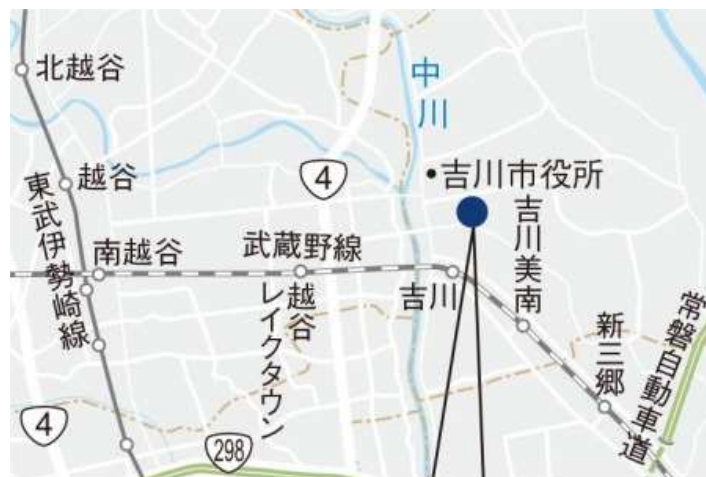 北越谷
中川
4
越谷
吉川市役所
東武伊勢崎線
吉川美南
南越谷
武蔵野線
越谷
レイクタウン
吉川
新三郷
常磐自動車道
4
298